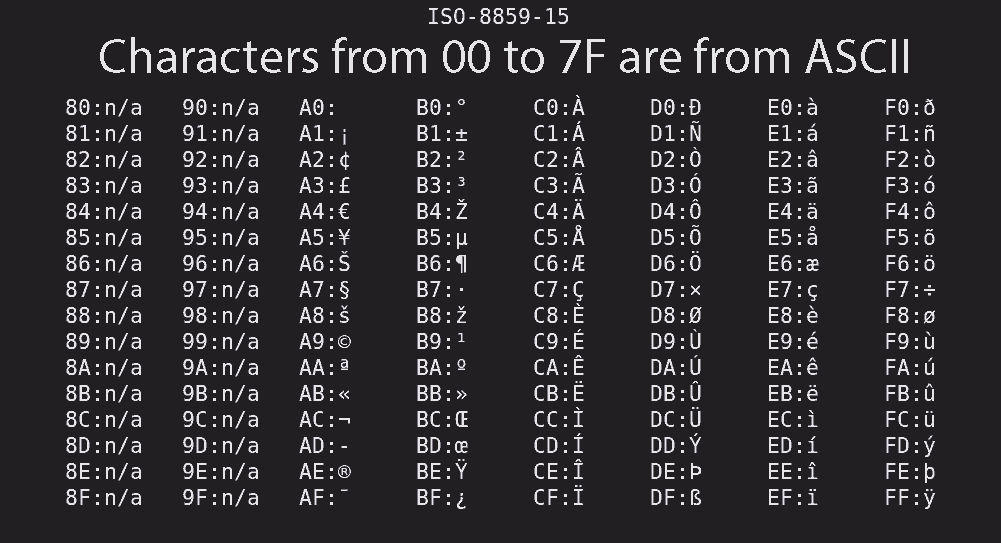 ISO-8859-15
Characters from 00 to 7F are from ASCII
80:n/a 90:n/a A0: B0:° C0:À D0:Ð E0:à F0:ð
81:n/a 91:n/a A1:¡ B1:± C1:Á D1:Ñ E1:á F1:ñ
82:n/a 92:n/a A2:¢ B2:² C2:Â D2:Ò E2:â F2:ò
83:n/a 93:n/a A3:£ B3:³ C3:Ã D3:Ó E3:ã F3:ó
84:n/a 94:n/a A4:€ B4:Ž C4:Ä D4:Ô E4:ä F4:ô
85:n/a 95:n/a A5:¥ B5:µ C5:Å D5:Õ E5:å F5:õ
86:n/a 96:n/a A6:Š B6:¶ C6:Æ D6:Ö E6:æ F6:ö
87:n/a 97:n/a A7:§ B7:· C7:Ç D7:× E7:ç F7:÷
88:n/a 98:n/a A8:š B8:ž C8:È D8:Ø E8:è F8:ø
89:n/a 99:n/a A9:© B9:¹ C9:É D9:Ù E9:é F9:ù
8A:n/a 9A:n/a AA:ª BA:º CA:Ê DA:Ú EA:ê FA:ú
8B:n/a 9B:n/a AB:« BB:» CB:Ë DB:Û EB:ë FB:û
8C:n/a 9C:n/a AC:¬ BC:Œ CC:Ì DC:Ü EC:ì FC:ü
8D:n/a 9D:n/a AD:- BD:œ CD:Í DD:Ý ED:í FD:ý
8E:n/a 9E:n/a AE:® BE:Ÿ CE:Î DE:Þ EE:î FE:þ
8F:n/a 9F:n/a AF:¯ BF:¿ CF:Ï DF:ß EF:ï FF:ÿ